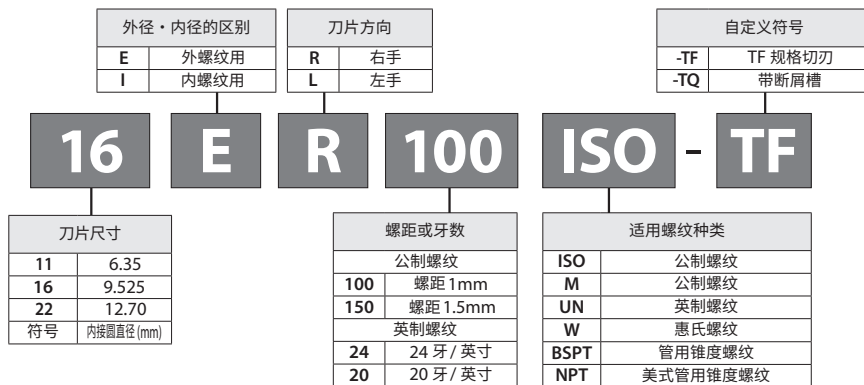 外径・内径的区别
E 外螺纹用
I 内螺纹用
刀片方向
R 右手
L 左手
自定义符号
-TF TF 规格切刃
-TQ 带断屑槽
16 E R 100 ISO - TF
刀片尺寸
11 6.35
16 9.525
22 12.70
符号 内接圆直径(mm)
螺距或牙数
公制螺纹
100 螺距1mm
150 螺距1.5mm
英制螺纹
24 24 牙/英寸
20 20 牙/英寸
适用螺纹种类
ISO 公制螺纹
M 公制螺纹
UN 英制螺纹
W 惠氏螺纹
BSPT 管用锥度螺纹
NPT 美式管用锥度螺纹